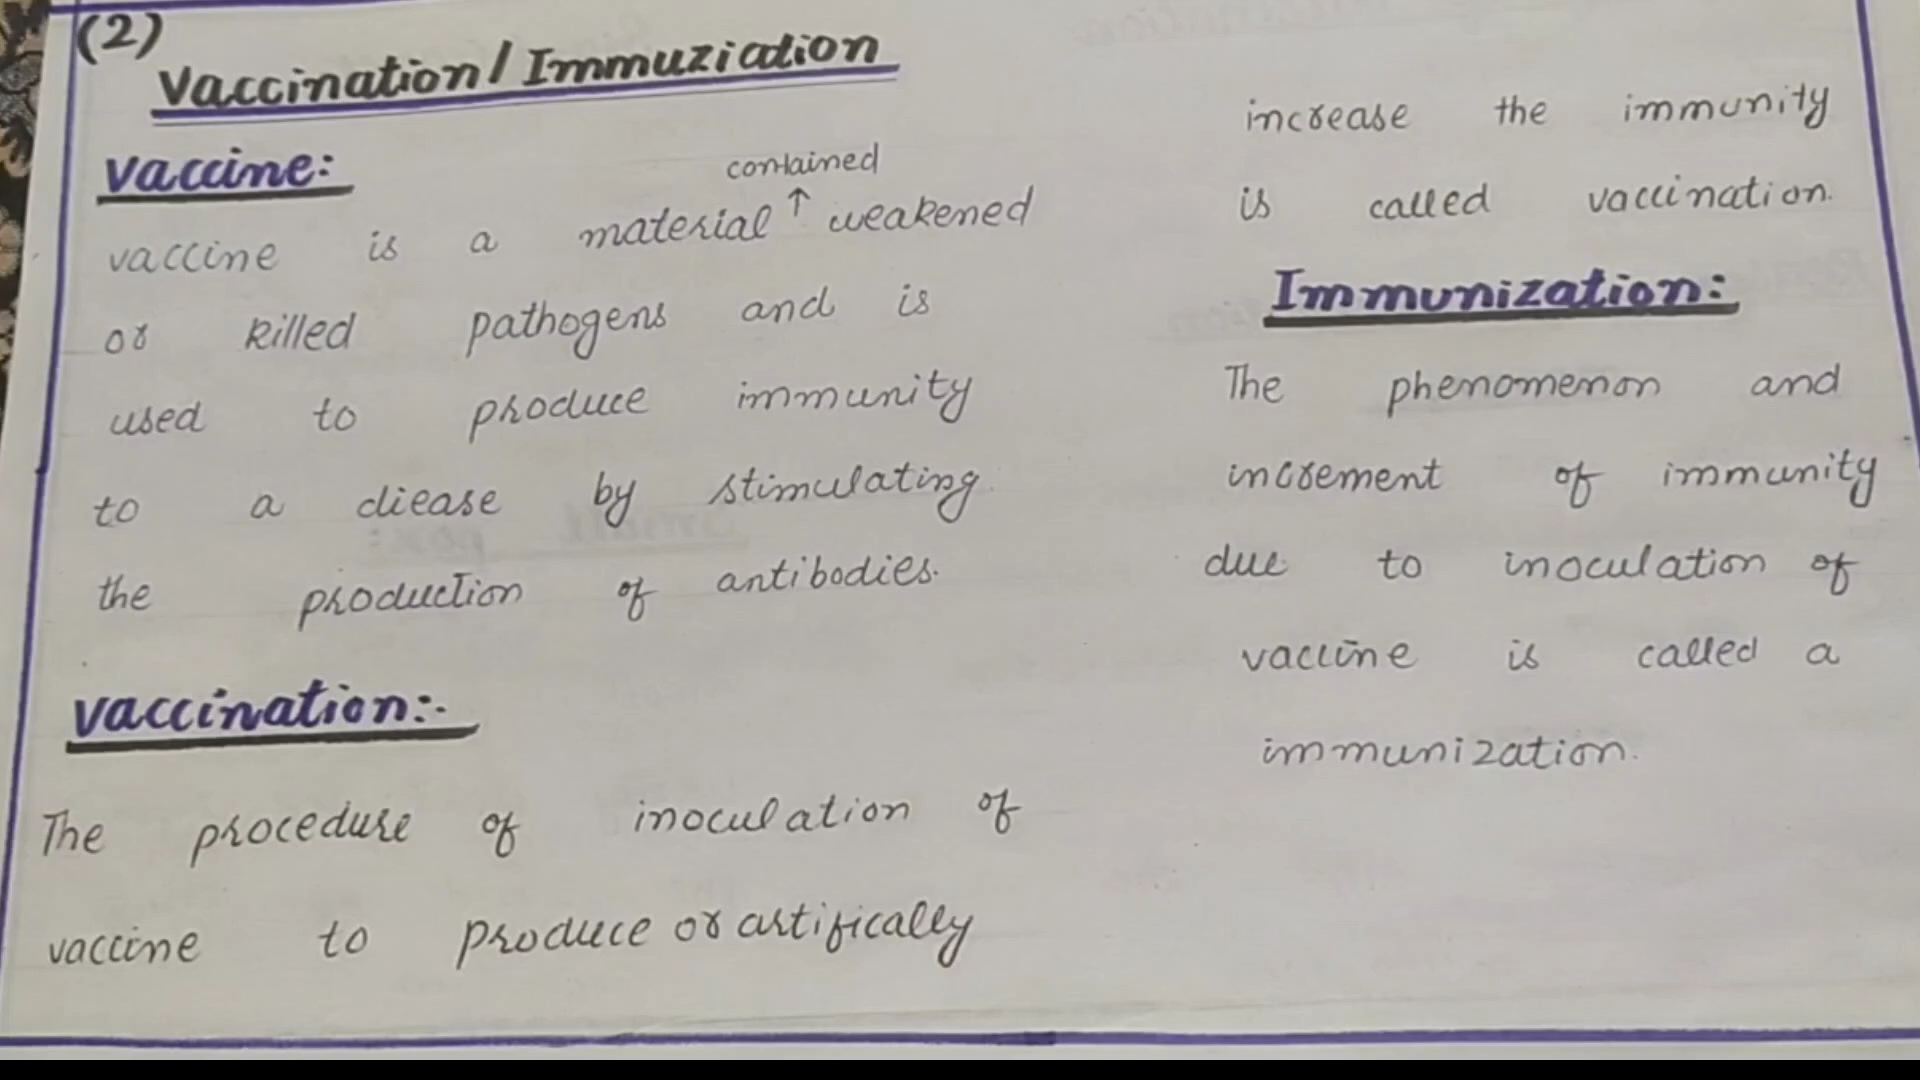 (2)
Vaccination/Immuziation
vaccine:
contained
vaccine is a material ↑ weakened
or killed pathogens and is
used to produce immunity
to a diease by stimulating
the production of antibodies.
vaccination:-
The procedure of inoculation of
vaccine to produce or artifically
increase the immunity
is called vaccination.
Immunization:
The phenomenon and
increment of immunity
due to inoculation of
vaccine is called a
immunization.